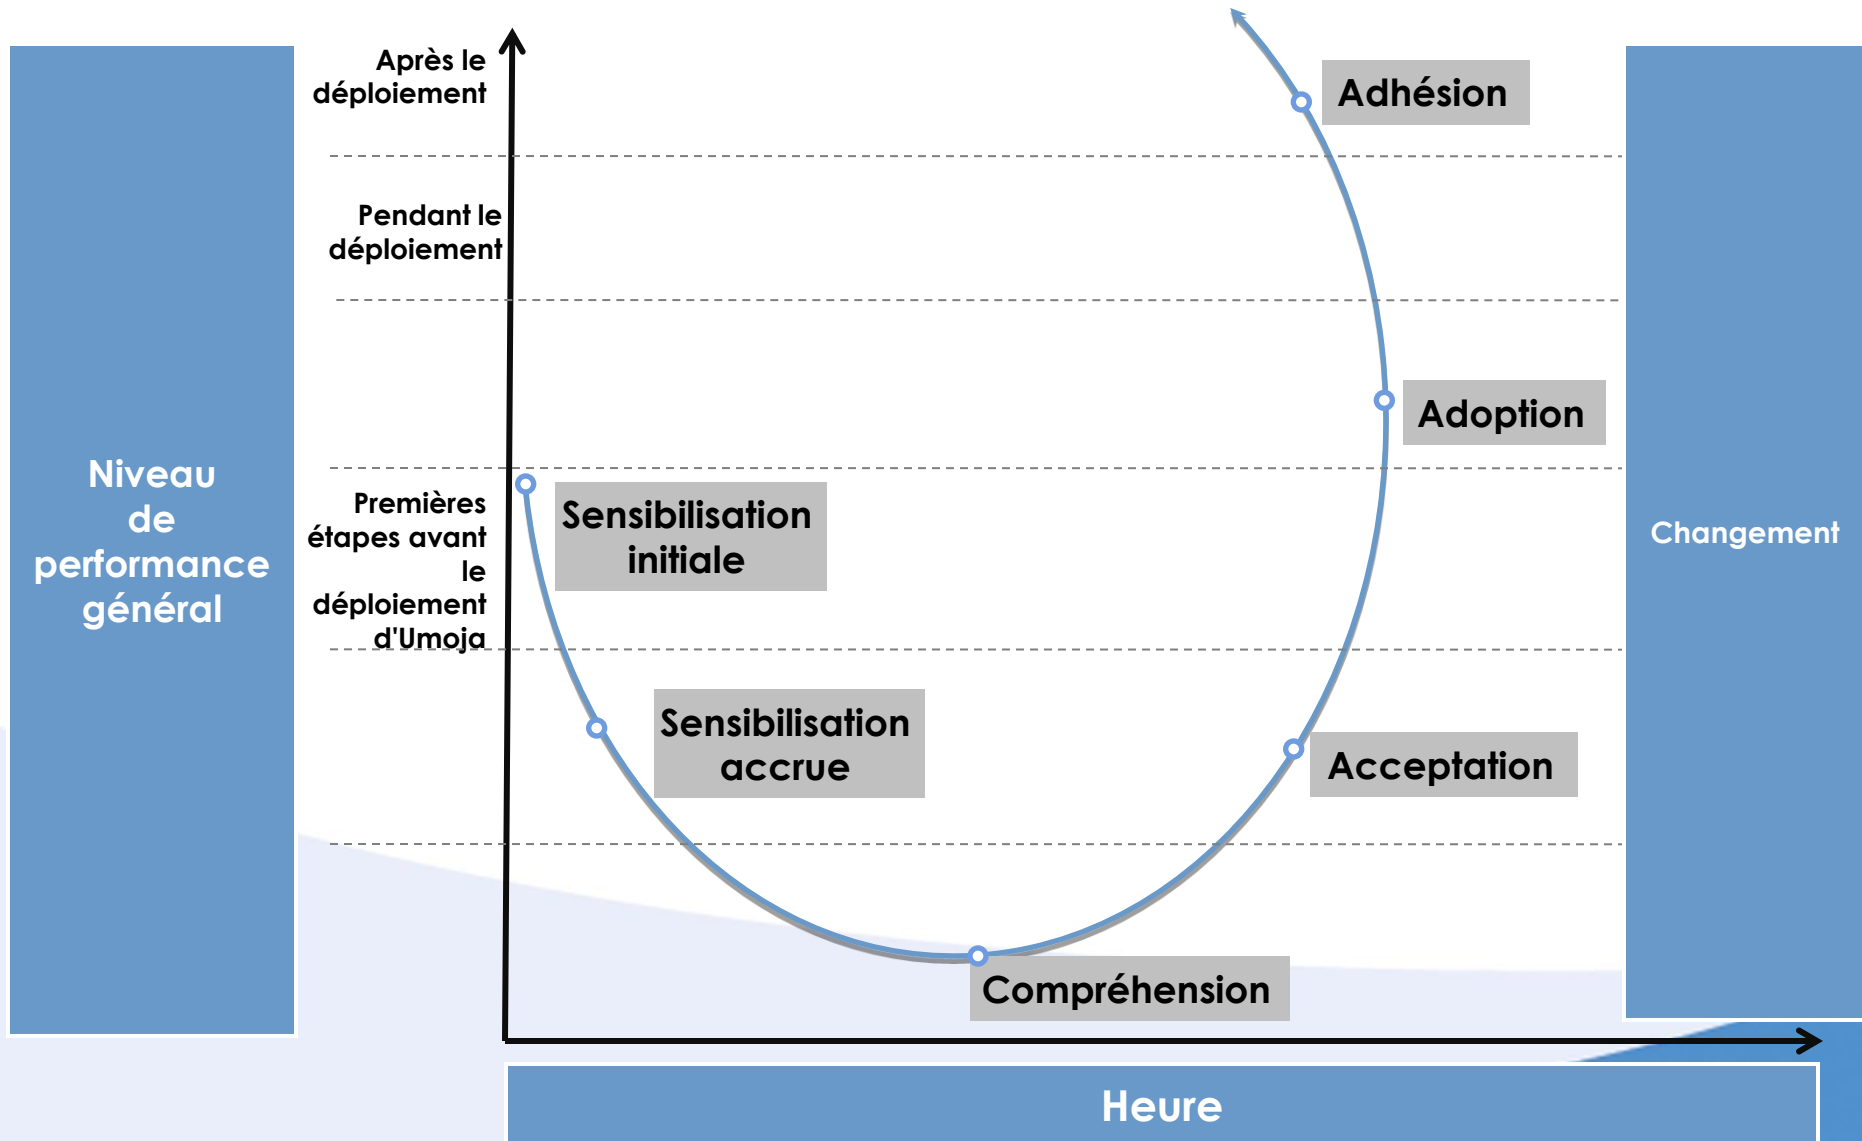 Niveau
de
performance
général
Après le
déploiement
Pendant le
déploiement
Premières
étapes avant
le
déploiement
d'Umoja
Adhésion
Adoption
Sensibilisation
initiale
Sensibilisation
accrue
Acceptation
Compréhension
Changement
Heure